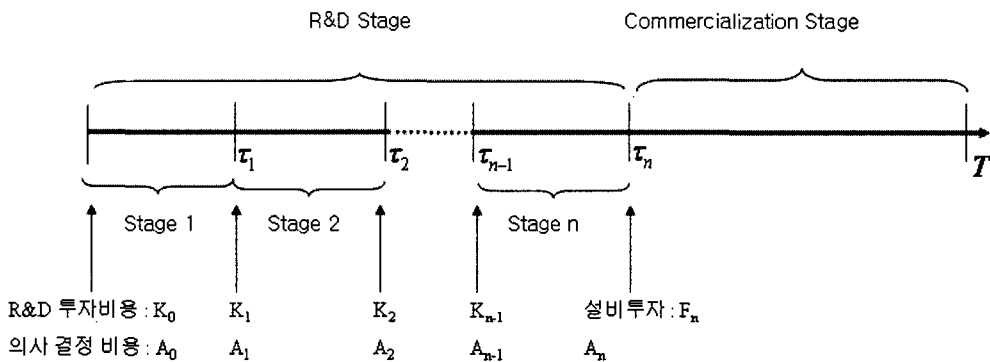 R&D Stage Commercialization Stage
τ₁ τ₂ τₙ₋₁ τₙ T
Stage 1 Stage 2 Stage n
R&D 투자비용 : K₀ K₁ K₂ Kₙ₋₁ 설비투자 : Fₙ
의사 결정 비용 : A₀ A₁ A₂ Aₙ₋₁ Aₙ